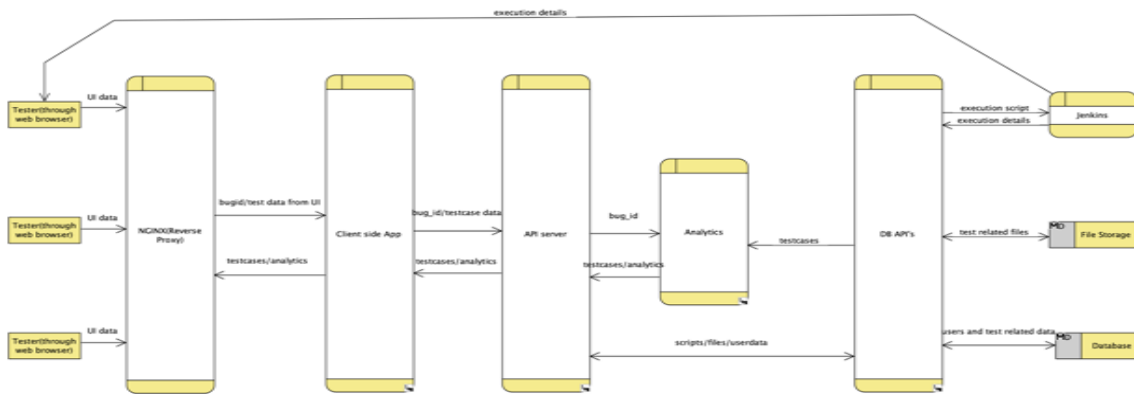 execution details
UI data
Tester(through
web browser)
execution script
Jenkins
execution details
bugid/test data from UI
bug_id/testcase data
bug_id
UI data
Tester(through
web browser)
NGINX(Reverse
Proxy)
Client side App
API server
Analytics
DB API's
testcases
test related files
MD
File Storage
testcases/analytics
testcases/analytics
testcases/analytics
UI data
Tester(through
web browser)
scripts/files/userdata
users and test related data
MD
Database